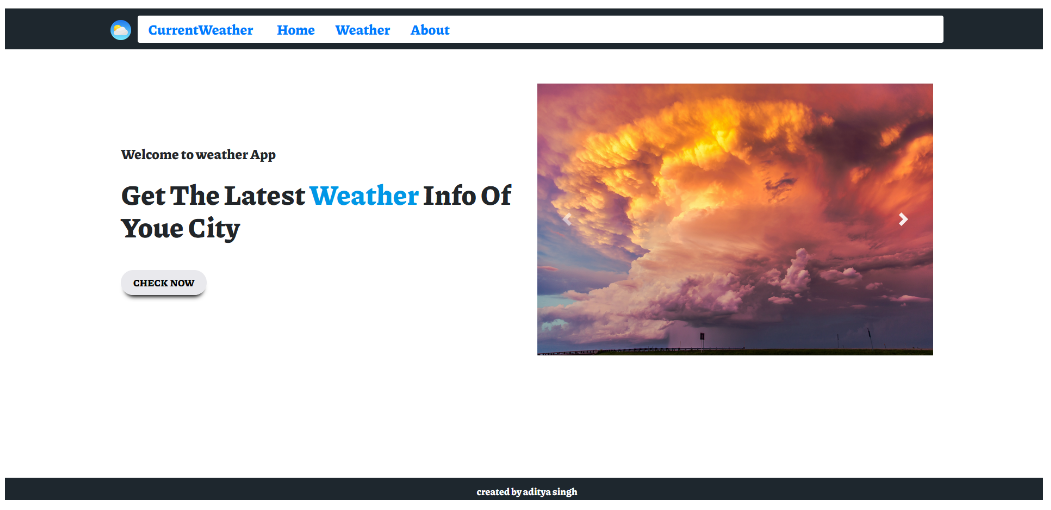 CurrentWeather Home Weather About
Welcome to weather App
Get The Latest Weather Info Of
Youe City
CHECK NOW
created by aditya singh